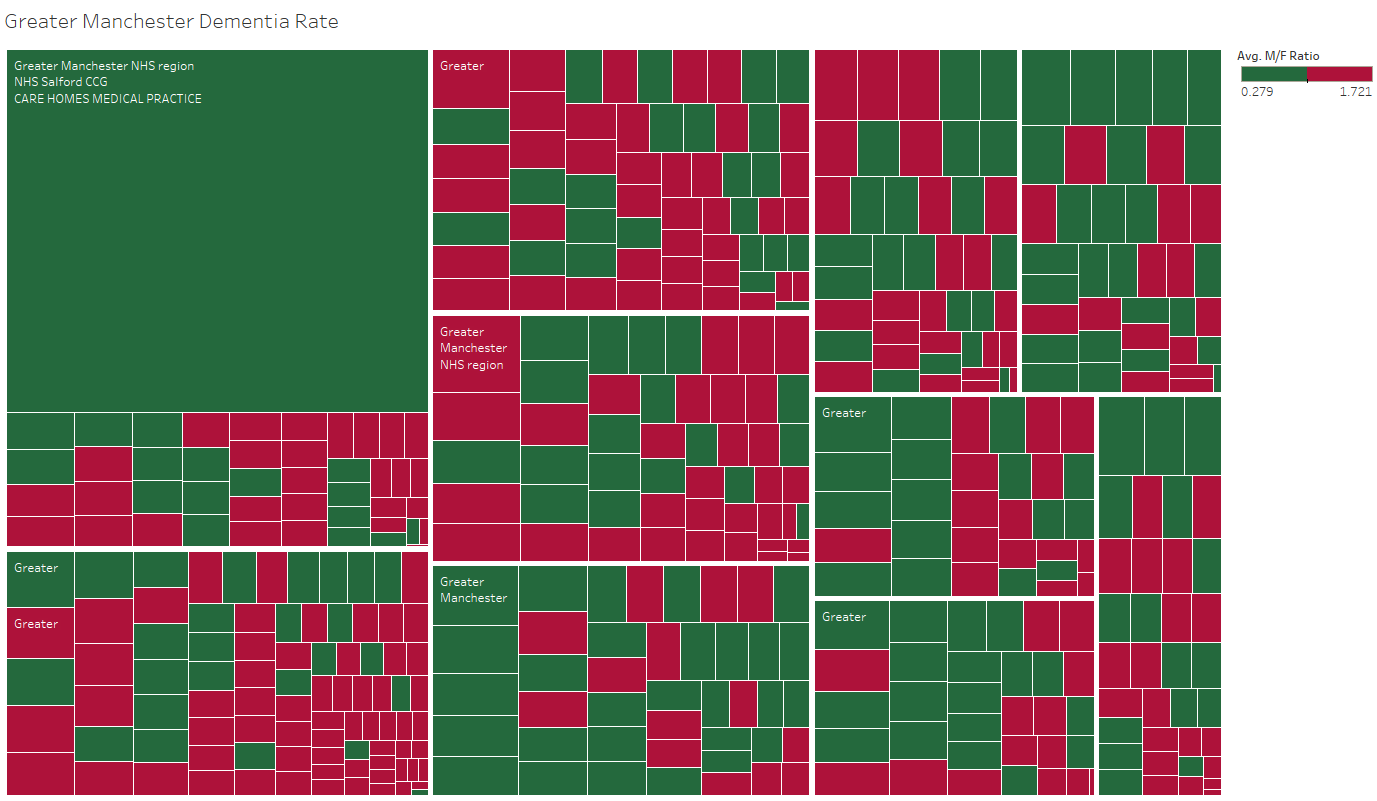 Greater Manchester Dementia Rate
Greater Manchester NHS region
NHS Salford CCG
CARE HOMES MEDICAL PRACTICE
Greater
Avg. M/F Ratio
0.279
1.721
Greater
Manchester
NHS region
Greater
Greater
Greater
Greater
Manchester
Greater